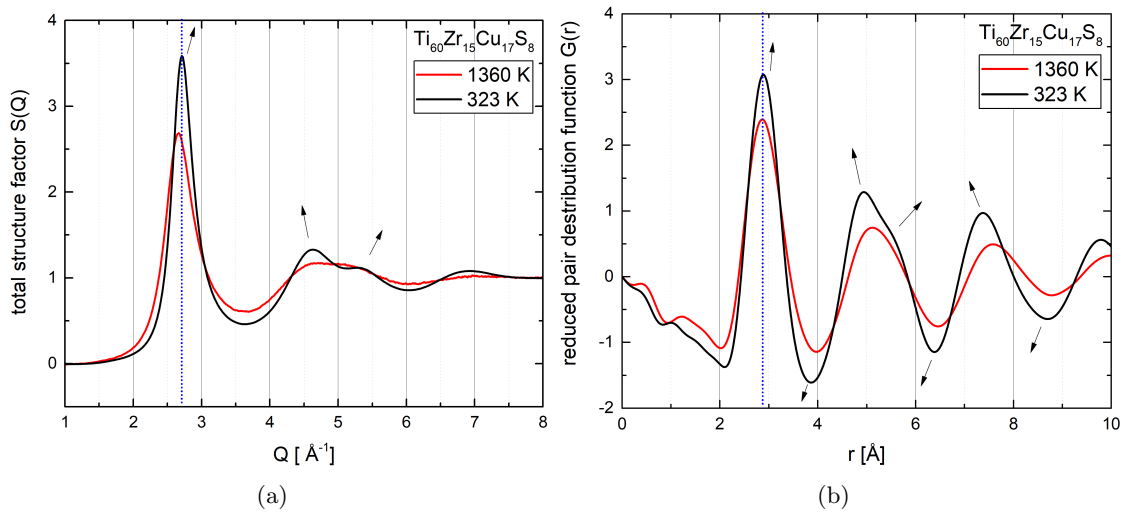 total structure factor S(Q)
4
3
2
1
0
1 2 3 4 5 6 7 8
Q [ Å⁻¹]
Ti₆₀Zr₁₅Cu₁₇S₈
1360 K
323 K
(a)
reduced pair destribution function G(r)
4
3
2
1
0
-1
-2
0 2 4 6 8 10
r [Å]
Ti₆₀Zr₁₅Cu₁₇S₈
1360 K
323 K
(b)